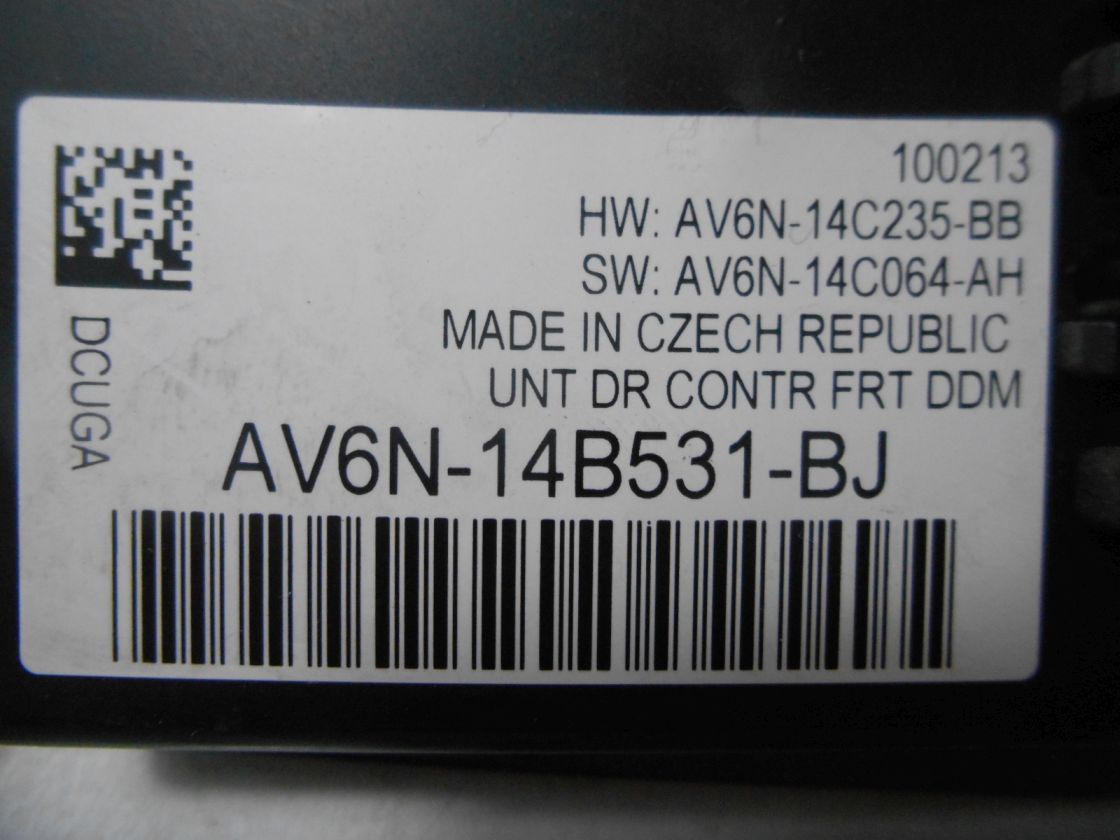 100213
HW: AV6N-14C235-BB
SW: AV6N-14C064-AH
MADE IN CZECH REPUBLIC
UNT DR CONTR FRT DDM
DCUGA
AV6N-14B531-BJ